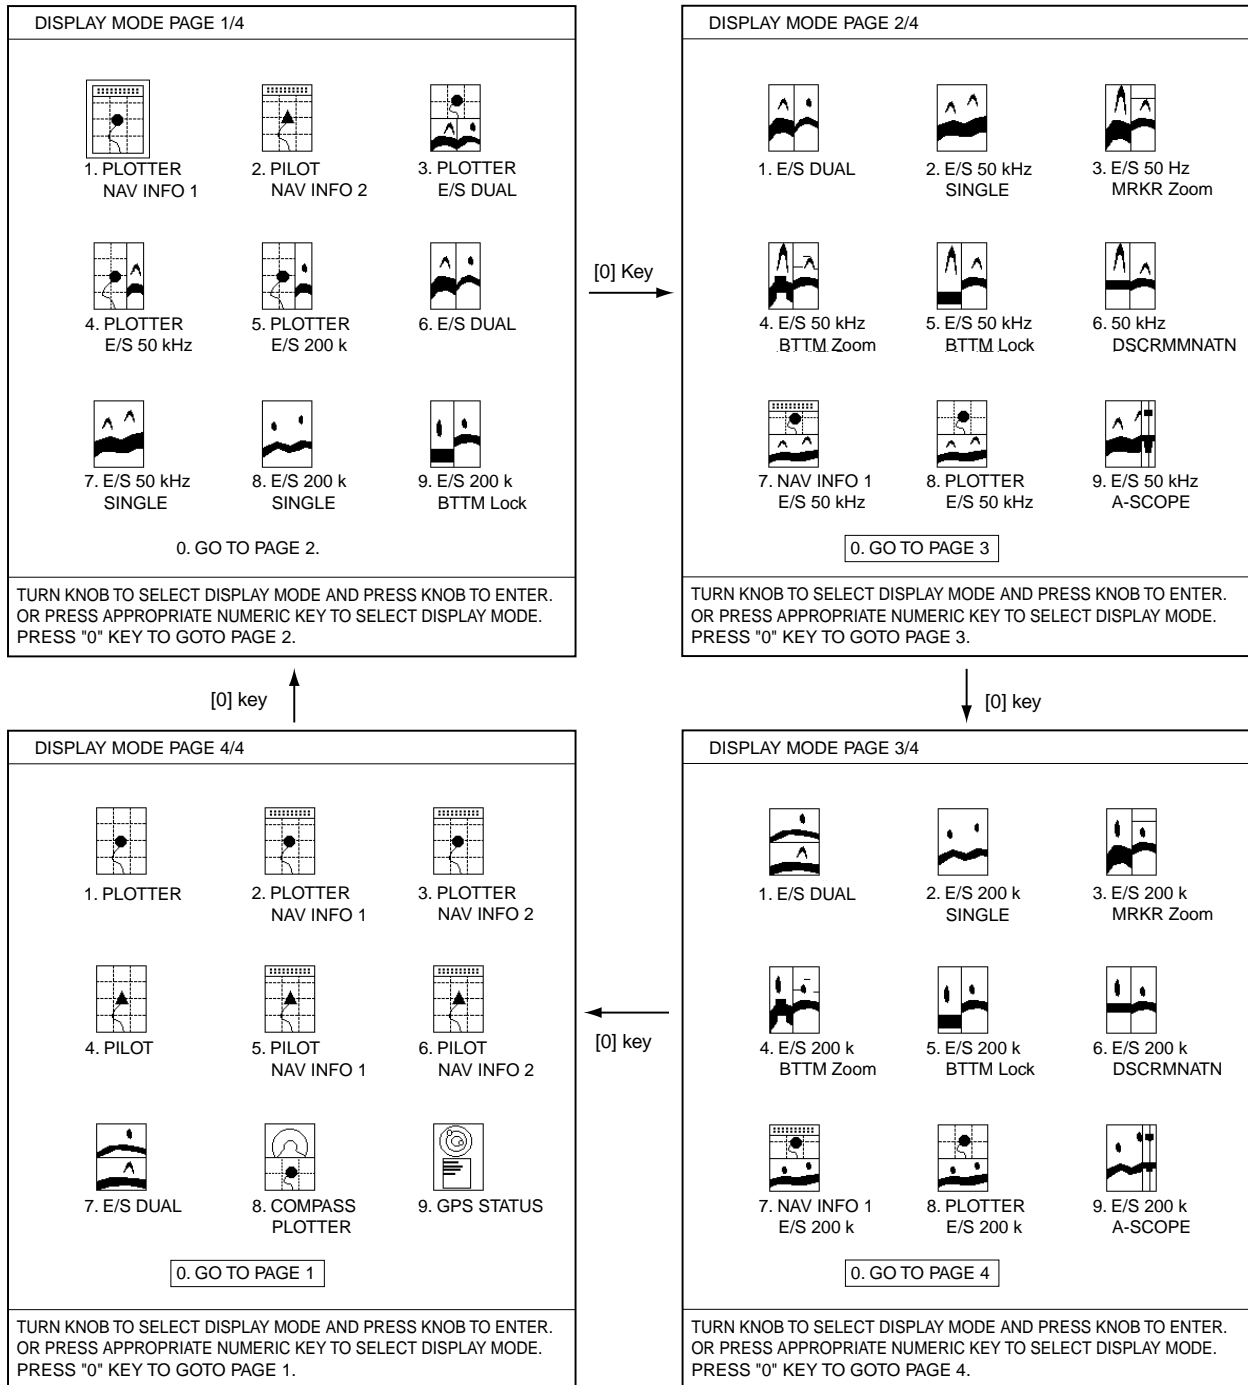 DISPLAY MODE PAGE 1/4
1. PLOTTER
NAV INFO 1
2. PILOT
NAV INFO 2
3. PLOTTER
E/S DUAL
4. PLOTTER
E/S 50 kHz
5. PLOTTER
E/S 200 k
6. E/S DUAL
7. E/S 50 kHz
SINGLE
8. E/S 200 k
SINGLE
9. E/S 200 k
BTTM Lock
0. GO TO PAGE 2.
TURN KNOB TO SELECT DISPLAY MODE AND PRESS KNOB TO ENTER.
OR PRESS APPROPRIATE NUMERIC KEY TO SELECT DISPLAY MODE.
PRESS "0" KEY TO GOTO PAGE 2.
[0] Key
DISPLAY MODE PAGE 2/4
1. E/S DUAL
2. E/S 50 kHz
SINGLE
3. E/S 50 Hz
MRKR Zoom
4. E/S 50 kHz
BTTM Zoom
5. E/S 50 kHz
BTTM Lock
6. 50 kHz
DSCRMMNATN
7. NAV INFO 1
E/S 50 kHz
8. PLOTTER
E/S 50 kHz
9. E/S 50 kHz
A-SCOPE
0. GO TO PAGE 3
TURN KNOB TO SELECT DISPLAY MODE AND PRESS KNOB TO ENTER.
OR PRESS APPROPRIATE NUMERIC KEY TO SELECT DISPLAY MODE.
PRESS "0" KEY TO GOTO PAGE 3.
[0] key
DISPLAY MODE PAGE 3/4
1. E/S DUAL
2. E/S 200 k
SINGLE
3. E/S 200 k
MRKR Zoom
4. E/S 200 k
BTTM Zoom
5. E/S 200 k
BTTM Lock
6. E/S 200 k
DSCRMNATN
7. NAV INFO 1
E/S 200 k
8. PLOTTER
E/S 200 k
9. E/S 200 k
A-SCOPE
0. GO TO PAGE 4
TURN KNOB TO SELECT DISPLAY MODE AND PRESS KNOB TO ENTER.
OR PRESS APPROPRIATE NUMERIC KEY TO SELECT DISPLAY MODE.
PRESS "0" KEY TO GOTO PAGE 4.
[0] key
DISPLAY MODE PAGE 4/4
1. PLOTTER
2. PLOTTER
NAV INFO 1
3. PLOTTER
NAV INFO 2
4. PILOT
5. PILOT
NAV INFO 1
6. PILOT
NAV INFO 2
7. E/S DUAL
8. COMPASS
PLOTTER
9. GPS STATUS
0. GO TO PAGE 1
TURN KNOB TO SELECT DISPLAY MODE AND PRESS KNOB TO ENTER.
OR PRESS APPROPRIATE NUMERIC KEY TO SELECT DISPLAY MODE.
PRESS "0" KEY TO GOTO PAGE 1.
[0] key